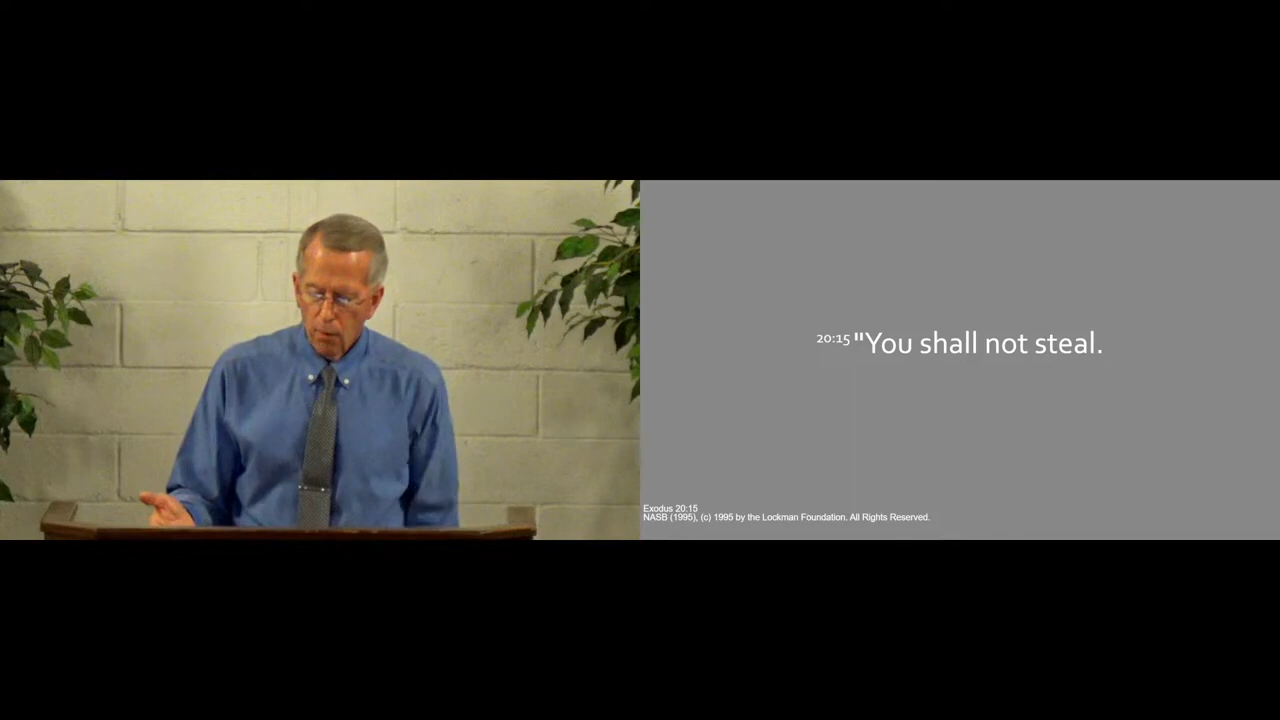 20:15 "You shall not steal.
Exodus 20:15
NASB (1995), (c) 1995 by the Lockman Foundation. All Rights Reserved.